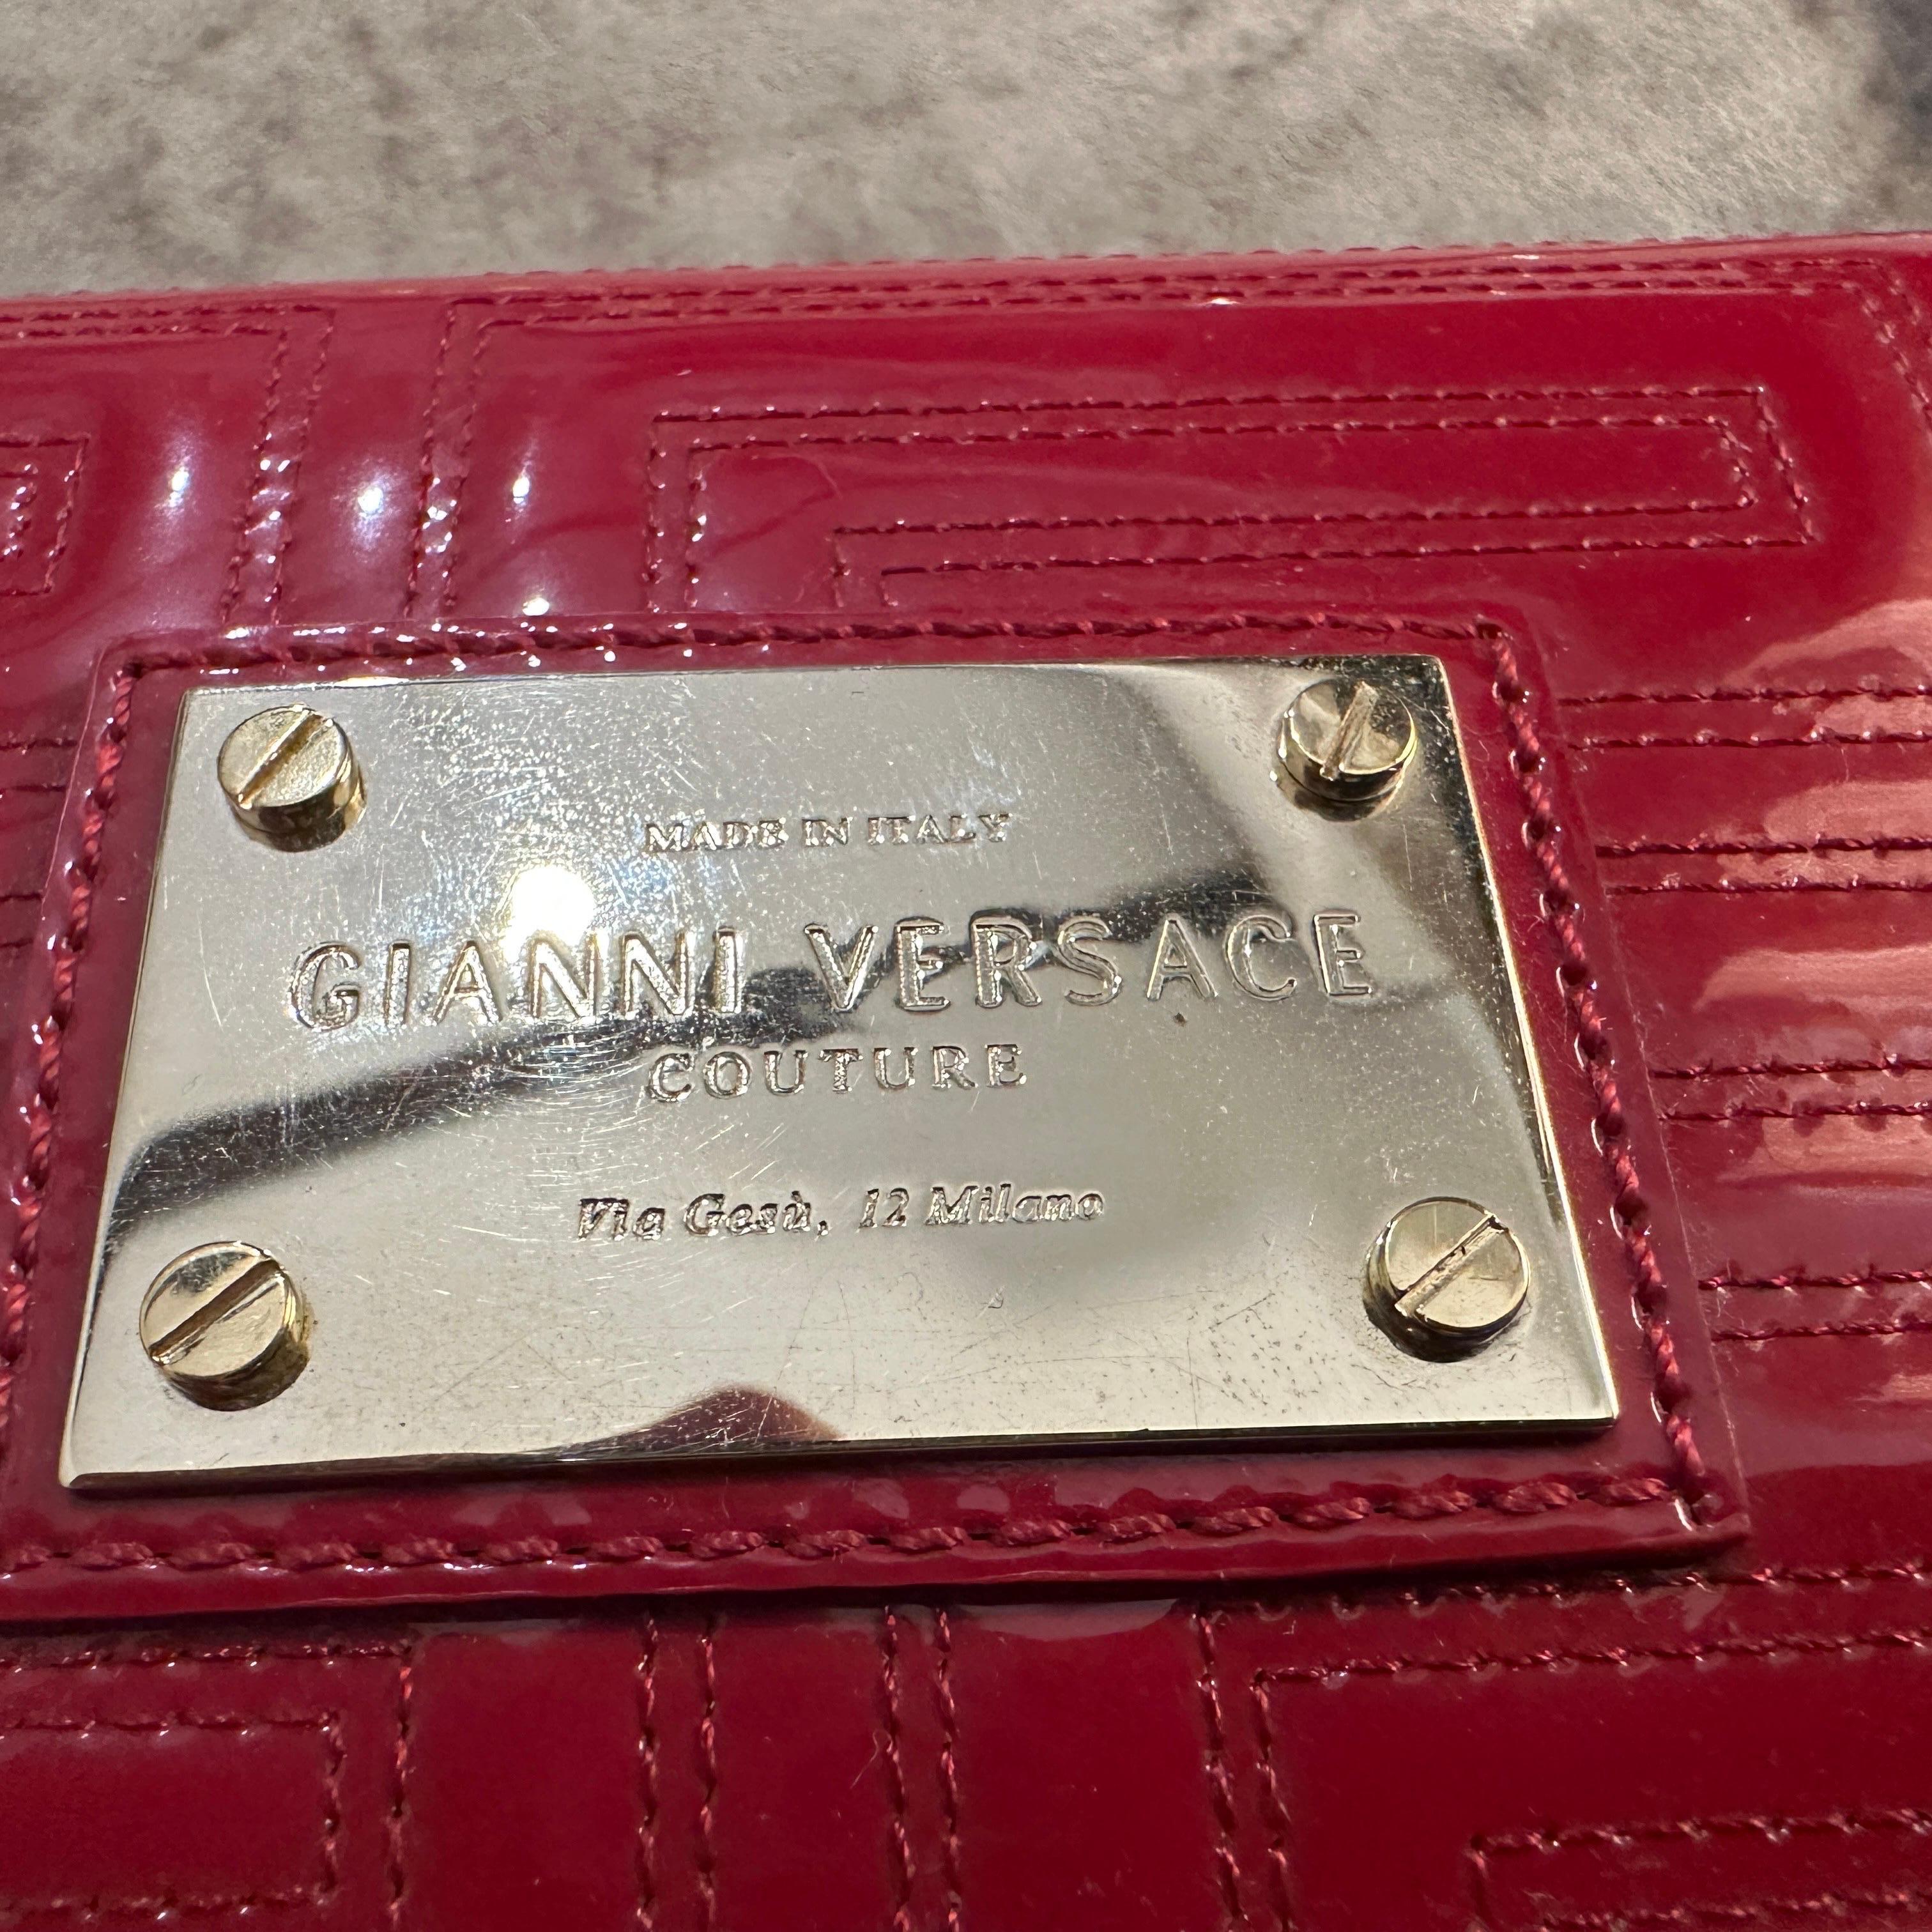 MADE IN ITALY
GIANNI VERSACE
COUTURE
Via Gesù, 12 Milano